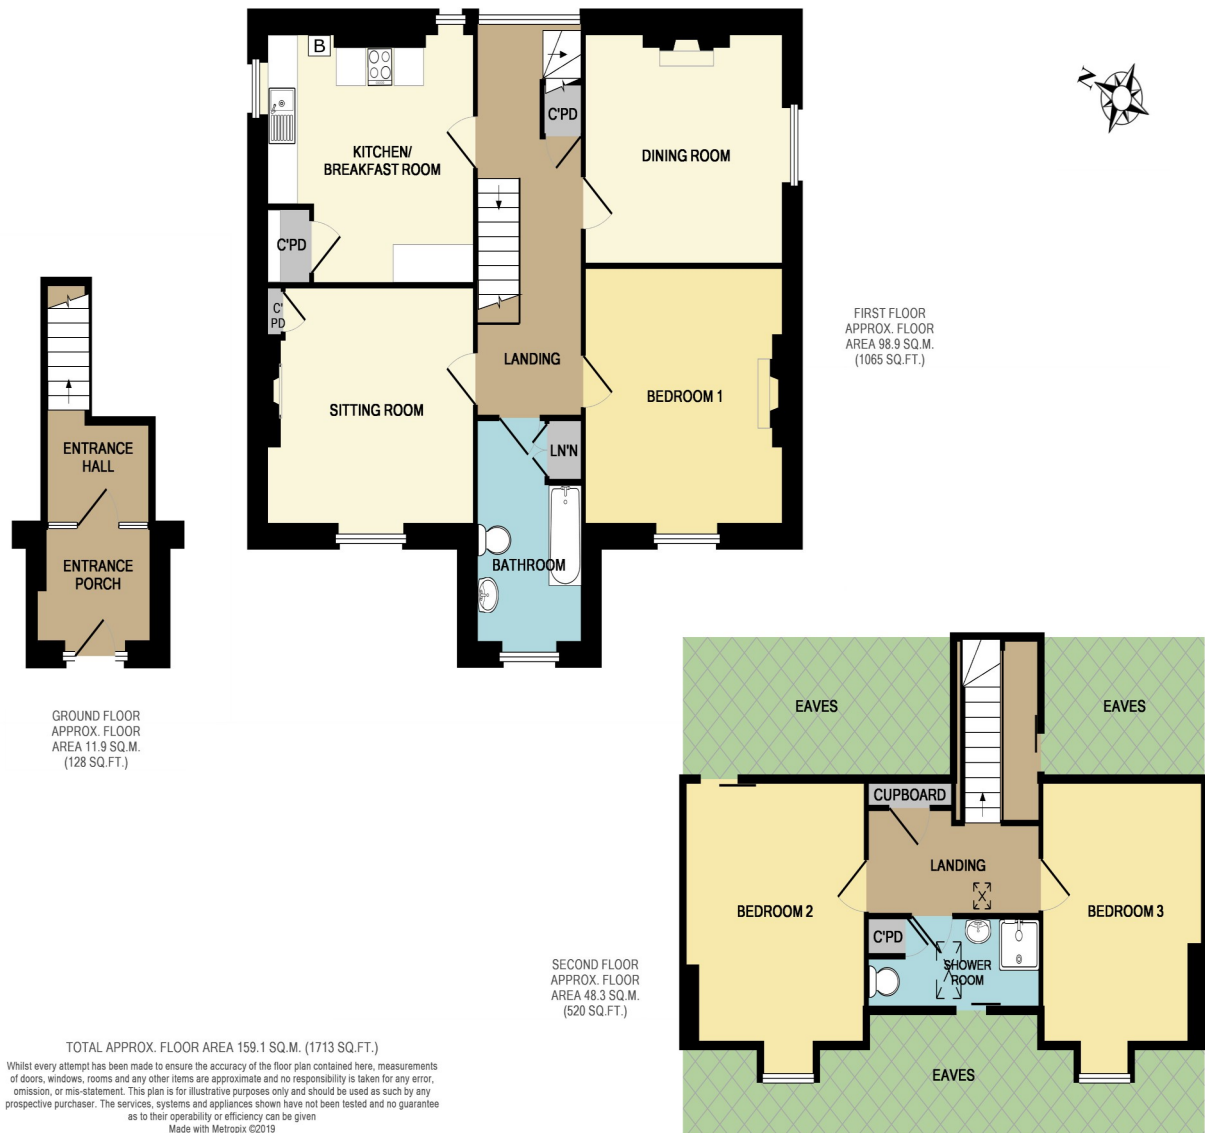 B
N
C'PD
KITCHEN/
BREAKFAST ROOM
DINING ROOM
C'PD
C'
PD
FIRST FLOOR
APPROX. FLOOR
AREA 98.9 SQ.M.
(1065 SQ.FT.)
LANDING
BEDROOM 1
SITTING ROOM
LN'N
BATHROOM
ENTRANCE
HALL
ENTRANCE
PORCH
GROUND FLOOR
APPROX. FLOOR
AREA 11.9 SQ.M.
(128 SQ.FT.)
EAVES
EAVES
CUPBOARD
LANDING
BEDROOM 2
BEDROOM 3
C'PD
SHOWER
ROOM
EAVES
SECOND FLOOR
APPROX. FLOOR
AREA 48.3 SQ.M.
(520 SQ.FT.)
TOTAL APPROX. FLOOR AREA 159.1 SQ.M. (1713 SQ.FT.)
Whilst every attempt has been made to ensure the accuracy of the floor plan contained here, measurements
of doors, windows, rooms and any other items are approximate and no responsibility is taken for any error,
omission, or mis-statement. This plan is for illustrative purposes only and should be used as such by any
prospective purchaser. The services, systems and appliances shown have not been tested and no guarantee
as to their operability or efficiency can be given
Made with Metropix ©2019